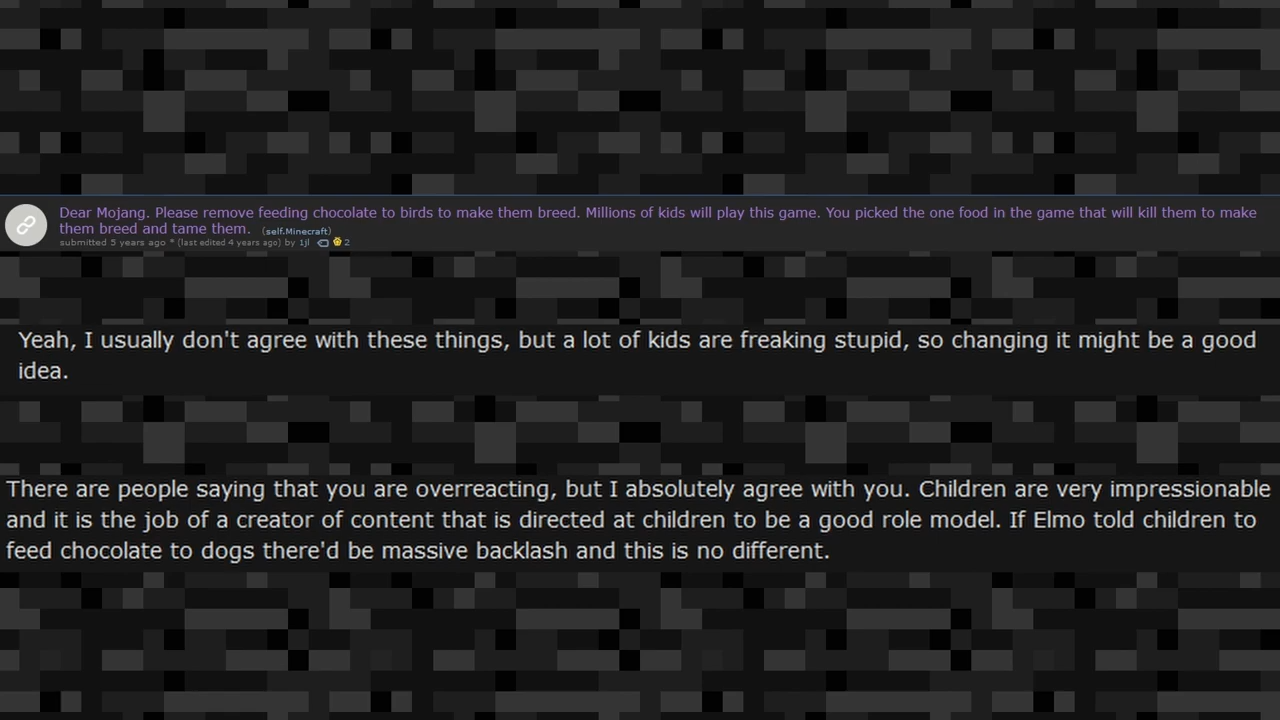 Dear Mojang. Please remove feeding chocolate to birds to make them breed. Millions of kids will play this game. You picked the one food in the game that will kill them to make
them breed and tame them. (self.Minecraft)
submitted 5 years ago * (last edited 4 years ago) by 1jl 2
Yeah, I usually don't agree with these things, but a lot of kids are freaking stupid, so changing it might be a good
idea.
There are people saying that you are overreacting, but I absolutely agree with you. Children are very impressionable
and it is the job of a creator of content that is directed at children to be a good role model. If Elmo told children to
feed chocolate to dogs there'd be massive backlash and this is no different.